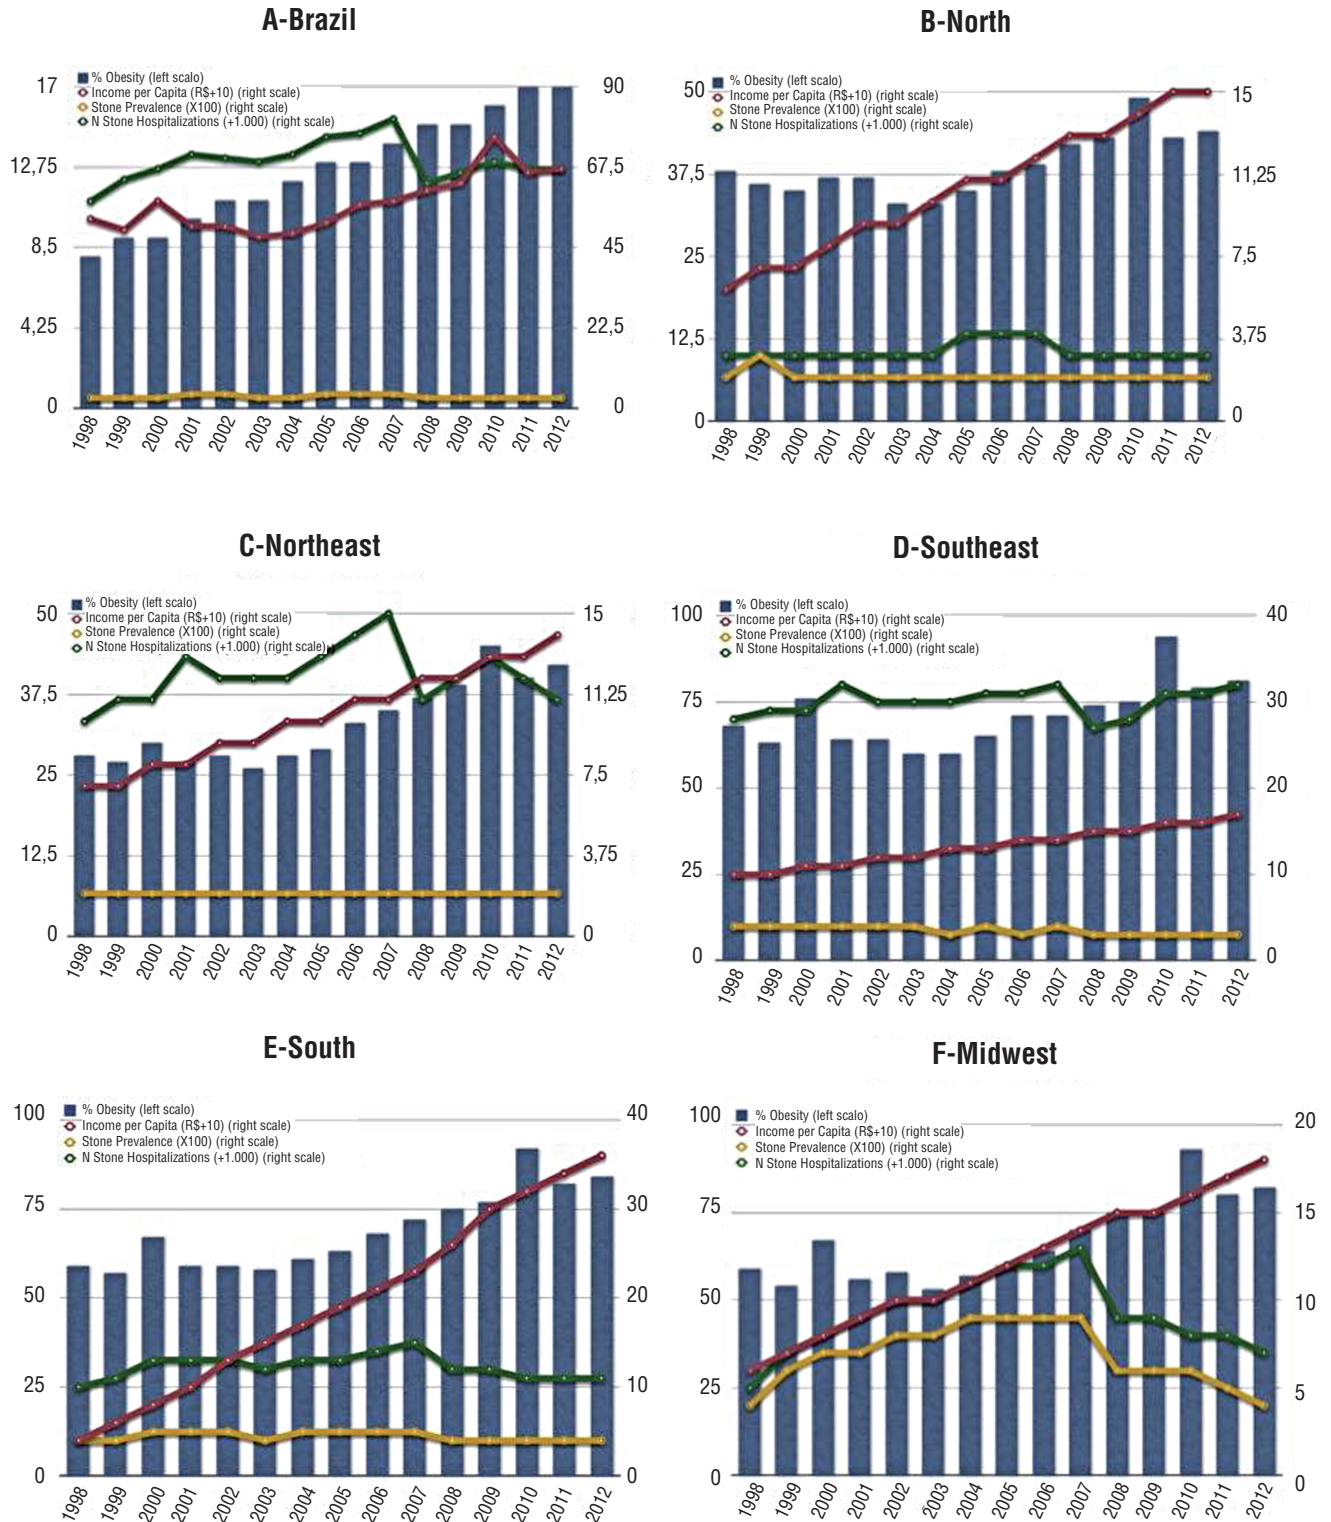 A-Brazil
% Obesity (left scalo)
Income per Capita (R$+10) (right scale)
Stone Prevalence (X100) (right scale)
N Stone Hospitalizations (+1.000) (right scale)
17
12,75
8,5
4,25
0
90
67,5
45
22,5
0
1998 1999 2000 2001 2002 2003 2004 2005 2006 2007 2008 2009 2010 2011 2012
B-North
% Obesity (left scalo)
Income per Capita (R$+10) (right scale)
Stone Prevalence (X100) (right scale)
N Stone Hospitalizations (+1.000) (right scale)
50
37,5
25
12,5
0
15
11,25
7,5
3,75
0
1998 1999 2000 2001 2002 2003 2004 2005 2006 2007 2008 2009 2010 2011 2012
C-Northeast
% Obesity (left scalo)
Income per Capita (R$+10) (right scale)
Stone Prevalence (X100) (right scale)
N Stone Hospitalizations (+1.000) (right scale)
50
37,5
25
12,5
0
15
11,25
7,5
3,75
0
1998 1999 2000 2001 2002 2003 2004 2005 2006 2007 2008 2009 2010 2011 2012
D-Southeast
% Obesity (left scalo)
Income per Capita (R$+10) (right scale)
Stone Prevalence (X100) (right scale)
N Stone Hospitalizations (+1.000) (right scale)
100
75
50
25
0
40
30
20
10
0
1998 1999 2000 2001 2002 2003 2004 2005 2006 2007 2008 2009 2010 2011 2012
E-South
% Obesity (left scalo)
Income per Capita (R$+10) (right scale)
Stone Prevalence (X100) (right scale)
N Stone Hospitalizations (+1.000) (right scale)
100
75
50
25
0
40
30
20
10
0
1998 1999 2000 2001 2002 2003 2004 2005 2006 2007 2008 2009 2010 2011 2012
F-Midwest
% Obesity (left scalo)
Income per Capita (R$+10) (right scale)
Stone Prevalence (X100) (right scale)
N Stone Hospitalizations (+1.000) (right scale)
100
75
50
25
0
20
15
10
5
0
1998 1999 2000 2001 2002 2003 2004 2005 2006 2007 2008 2009 2010 2011 2012